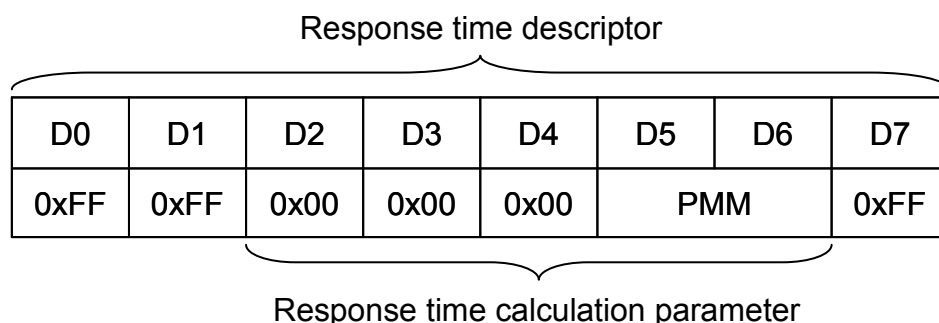 Response time descriptor
D0 D1 D2 D3 D4 D5 D6 D7
0xFF 0xFF 0x00 0x00 0x00 PMM 0xFF
Response time calculation parameter